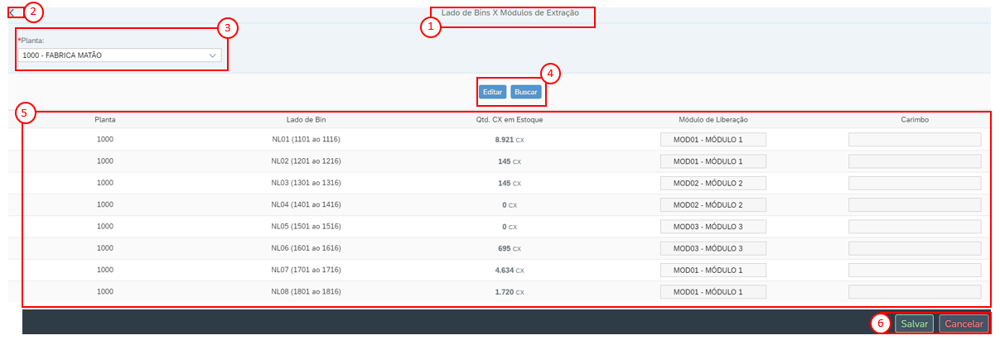 2
Lado de Bins X Módulos de Extração
1
3
*Planta:
1000 - FABRICA MATÃO
4
Editar Buscar
5
Planta Lado de Bin Qtd. CX em Estoque Módulo de Liberação Carimbo
1000 NL01 (1101 ao 1116) 8.921 CX MOD01 - MÓDULO 1
1000 NL02 (1201 ao 1216) 145 CX MOD01 - MÓDULO 1
1000 NL03 (1301 ao 1316) 145 CX MOD02 - MÓDULO 2
1000 NL04 (1401 ao 1416) 0 CX MOD02 - MÓDULO 2
1000 NL05 (1501 ao 1516) 0 CX MOD03 - MÓDULO 3
1000 NL06 (1601 ao 1616) 695 CX MOD03 - MÓDULO 3
1000 NL07 (1701 ao 1716) 4.634 CX MOD01 - MÓDULO 1
1000 NL08 (1801 ao 1816) 1.720 CX MOD01 - MÓDULO 1
6 Salvar Cancelar